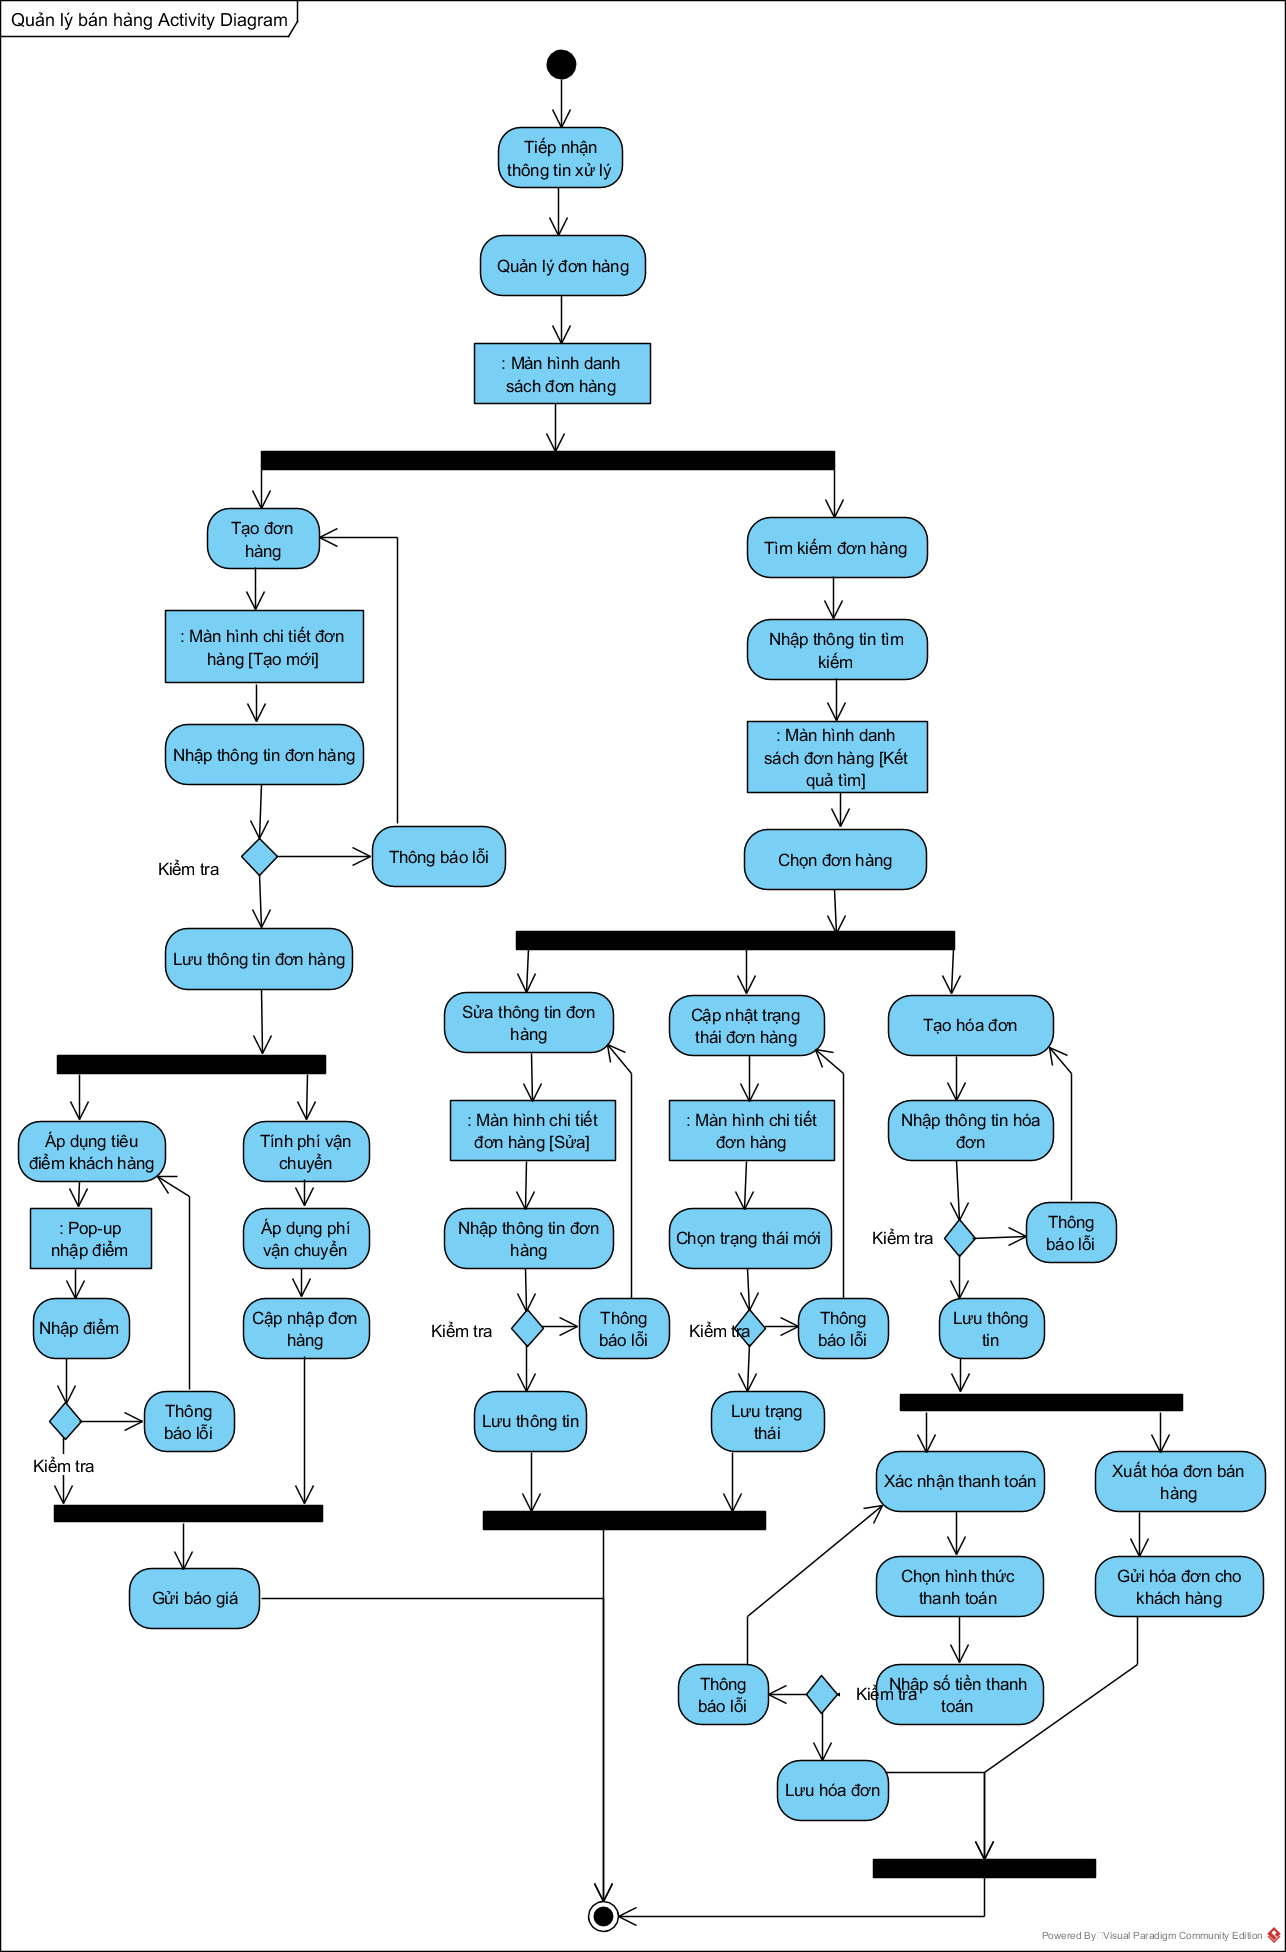 Quản lý bán hàng Activity Diagram
Tiếp nhận
thông tin xử lý
Quản lý đơn hàng
: Màn hình danh
sách đơn hàng
Tạo đơn
hàng
: Màn hình chi tiết đơn
hàng [Tạo mới]
Nhập thông tin đơn hàng
Kiểm tra
Thông báo lỗi
Lưu thông tin đơn hàng
Áp dụng tiêu
điểm khách hàng
: Pop-up
nhập điểm
Nhập điểm
Thông
báo lỗi
Kiểm tra
Tính phí vận
chuyển
Áp dụng phí
vận chuyển
Cập nhập đơn
hàng
Gửi báo giá
Tìm kiếm đơn hàng
Nhập thông tin tìm
kiếm
: Màn hình danh
sách đơn hàng [Kết
quả tìm]
Chọn đơn hàng
Sửa thông tin đơn
hàng
: Màn hình chi tiết
đơn hàng [Sửa]
Nhập thông tin đơn
hàng
Kiểm tra
Thông
báo lỗi
Lưu thông tin
Cập nhật trạng
thái đơn hàng
: Màn hình chi tiết
đơn hàng
Chọn trạng thái mới
Kiểm tra
Thông
báo lỗi
Lưu trạng
thái
Tạo hóa đơn
Nhập thông tin hóa
đơn
Kiểm tra
Thông
báo lỗi
Lưu thông
tin
Xác nhận thanh toán
Chọn hình thức
thanh toán
Nhập số tiền thanh
toán
Kiểm tra
Thông
báo lỗi
Lưu hóa đơn
Xuất hóa đơn bán
hàng
Gửi hóa đơn cho
khách hàng
Powered By Visual Paradigm Community Edition